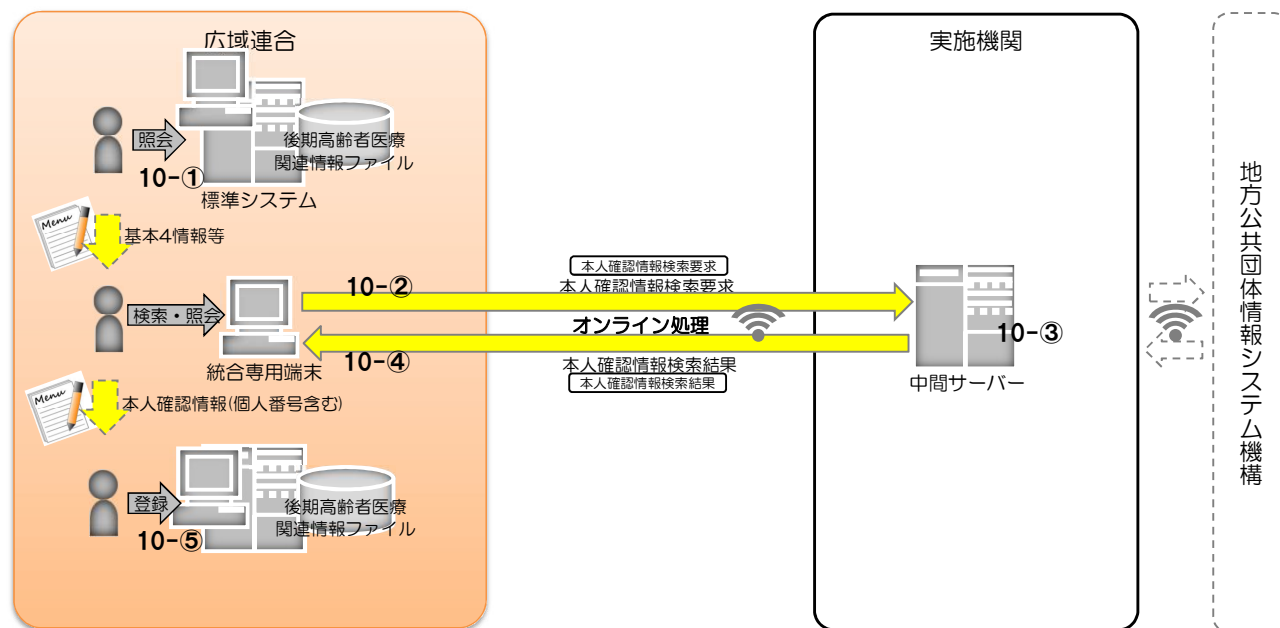 広域連合
照会
10-①
後期高齢者医療
関連情報ファイル
標準システム
Menu
基本4情報等
検索・照会
統合専用端末
Menu
本人確認情報(個人番号含む)
登録
10-⑤
後期高齢者医療
関連情報ファイル
本人確認情報検索要求
10-②
本人確認情報検索要求
オンライン処理
10-④
本人確認情報検索結果
本人確認情報検索結果
実施機関
10-③
中間サーバー
地方公共団体情報システム機構